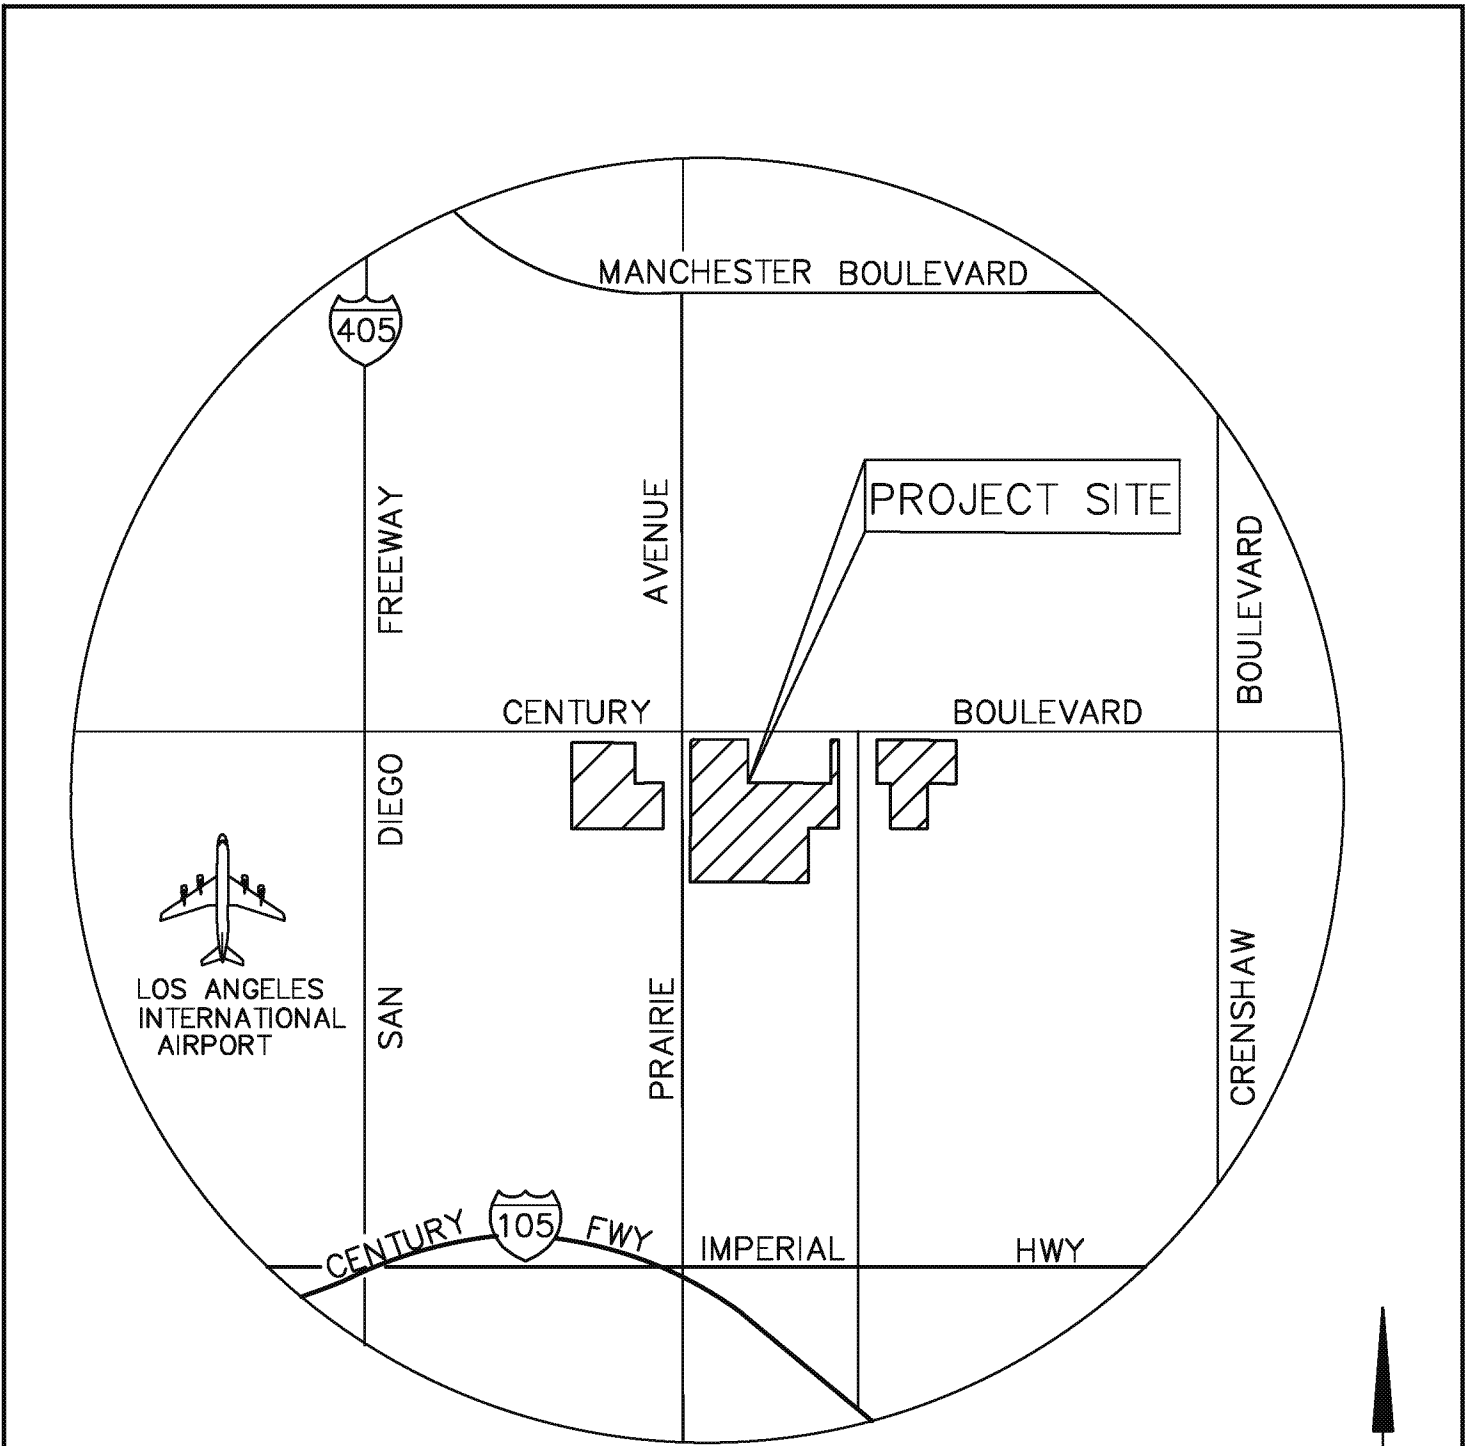 MANCHESTER BOULEVARD
405
PROJECT SITE
FREEWAY
AVENUE
BOULEVARD
CENTURY BOULEVARD
DIEGO
LOS ANGELES
INTERNATIONAL
AIRPORT
SAN
PRAIRIE
CRENSHAW
CENTURY 105 FWY
IMPERIAL HWY